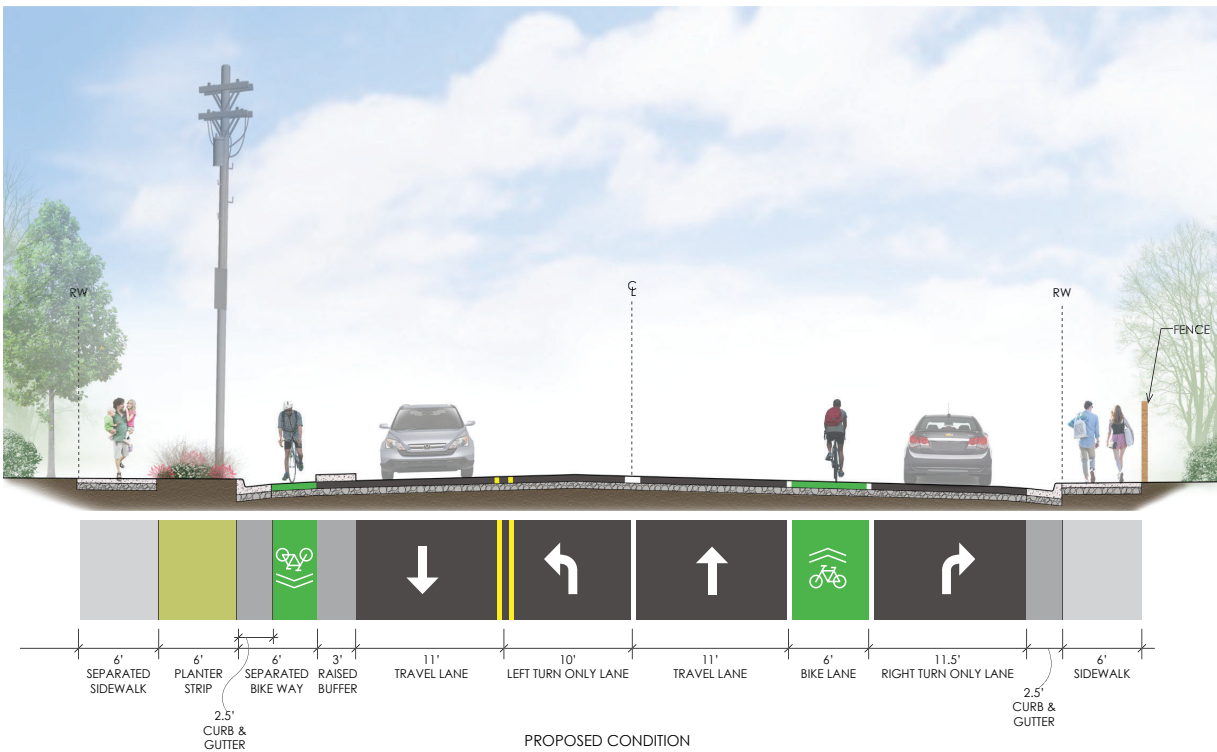 RW
℄
RW
FENCE
6’
SEPARATED
SIDEWALK
6’
PLANTER
STRIP
6’
SEPARATED
BIKE WAY
3’
RAISED
BUFFER
11’
TRAVEL LANE
10’
LEFT TURN ONLY LANE
11’
TRAVEL LANE
6’
BIKE LANE
11.5’
RIGHT TURN ONLY LANE
6’
SIDEWALK
2.5’
CURB &
GUTTER
2.5’
CURB &
GUTTER
PROPOSED CONDITION